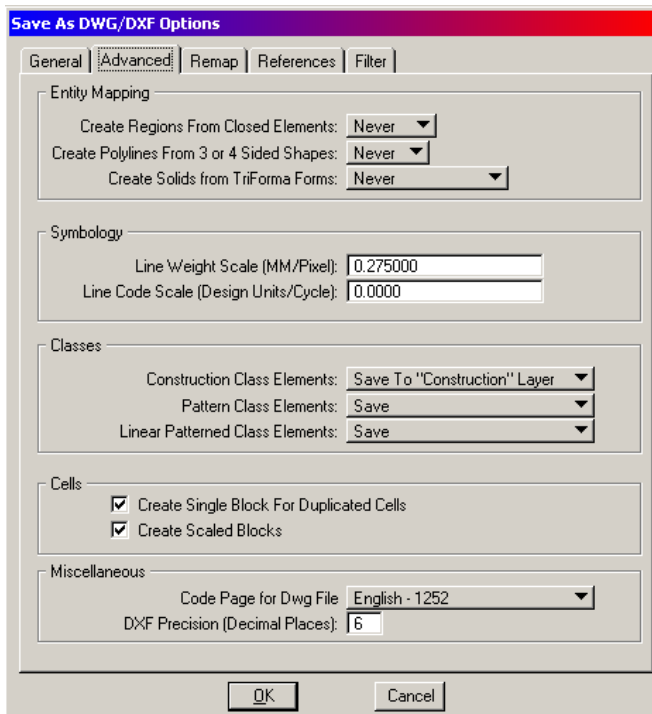 Save As DWG/DXF Options
General Advanced Remap References Filter
Entity Mapping
Create Regions From Closed Elements: Never
Create Polylines From 3 or 4 Sided Shapes: Never
Create Solids from TriForma Forms: Never
Symbology
Line Weight Scale (MM/Pixel): 0.275000
Line Code Scale (Design Units/Cycle): 0.0000
Classes
Construction Class Elements: Save To "Construction" Layer
Pattern Class Elements: Save
Linear Patterned Class Elements: Save
Cells
Create Single Block For Duplicated Cells
Create Scaled Blocks
Miscellaneous
Code Page for Dwg File English - 1252
DXF Precision (Decimal Places): 6
OK Cancel